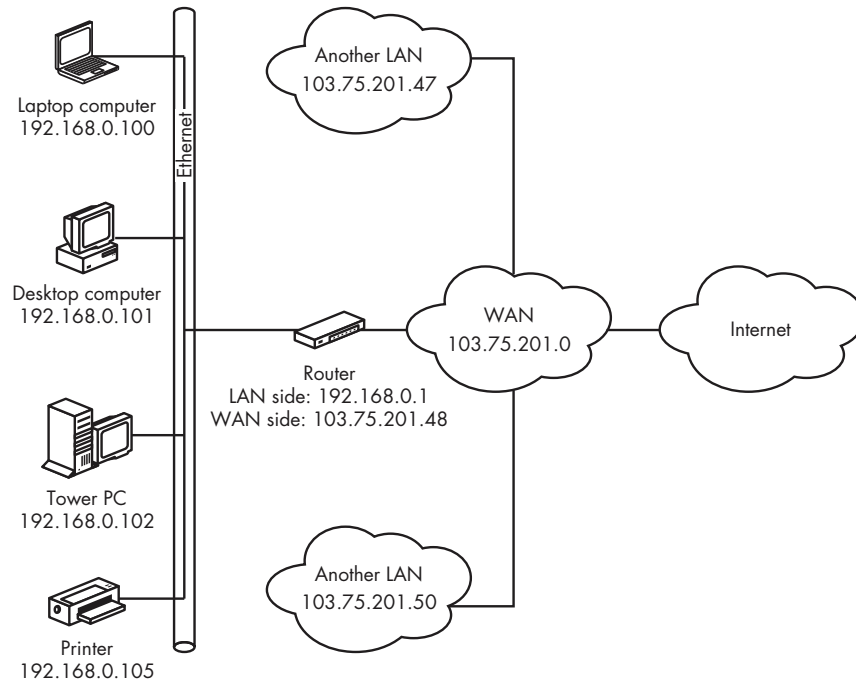 Laptop computer
192.168.0.100
Ethernet
Desktop computer
192.168.0.101
Tower PC
192.168.0.102
Printer
192.168.0.105
Another LAN
103.75.201.47
Router
LAN side: 192.168.0.1
WAN side: 103.75.201.48
WAN
103.75.201.0
Internet
Another LAN
103.75.201.50